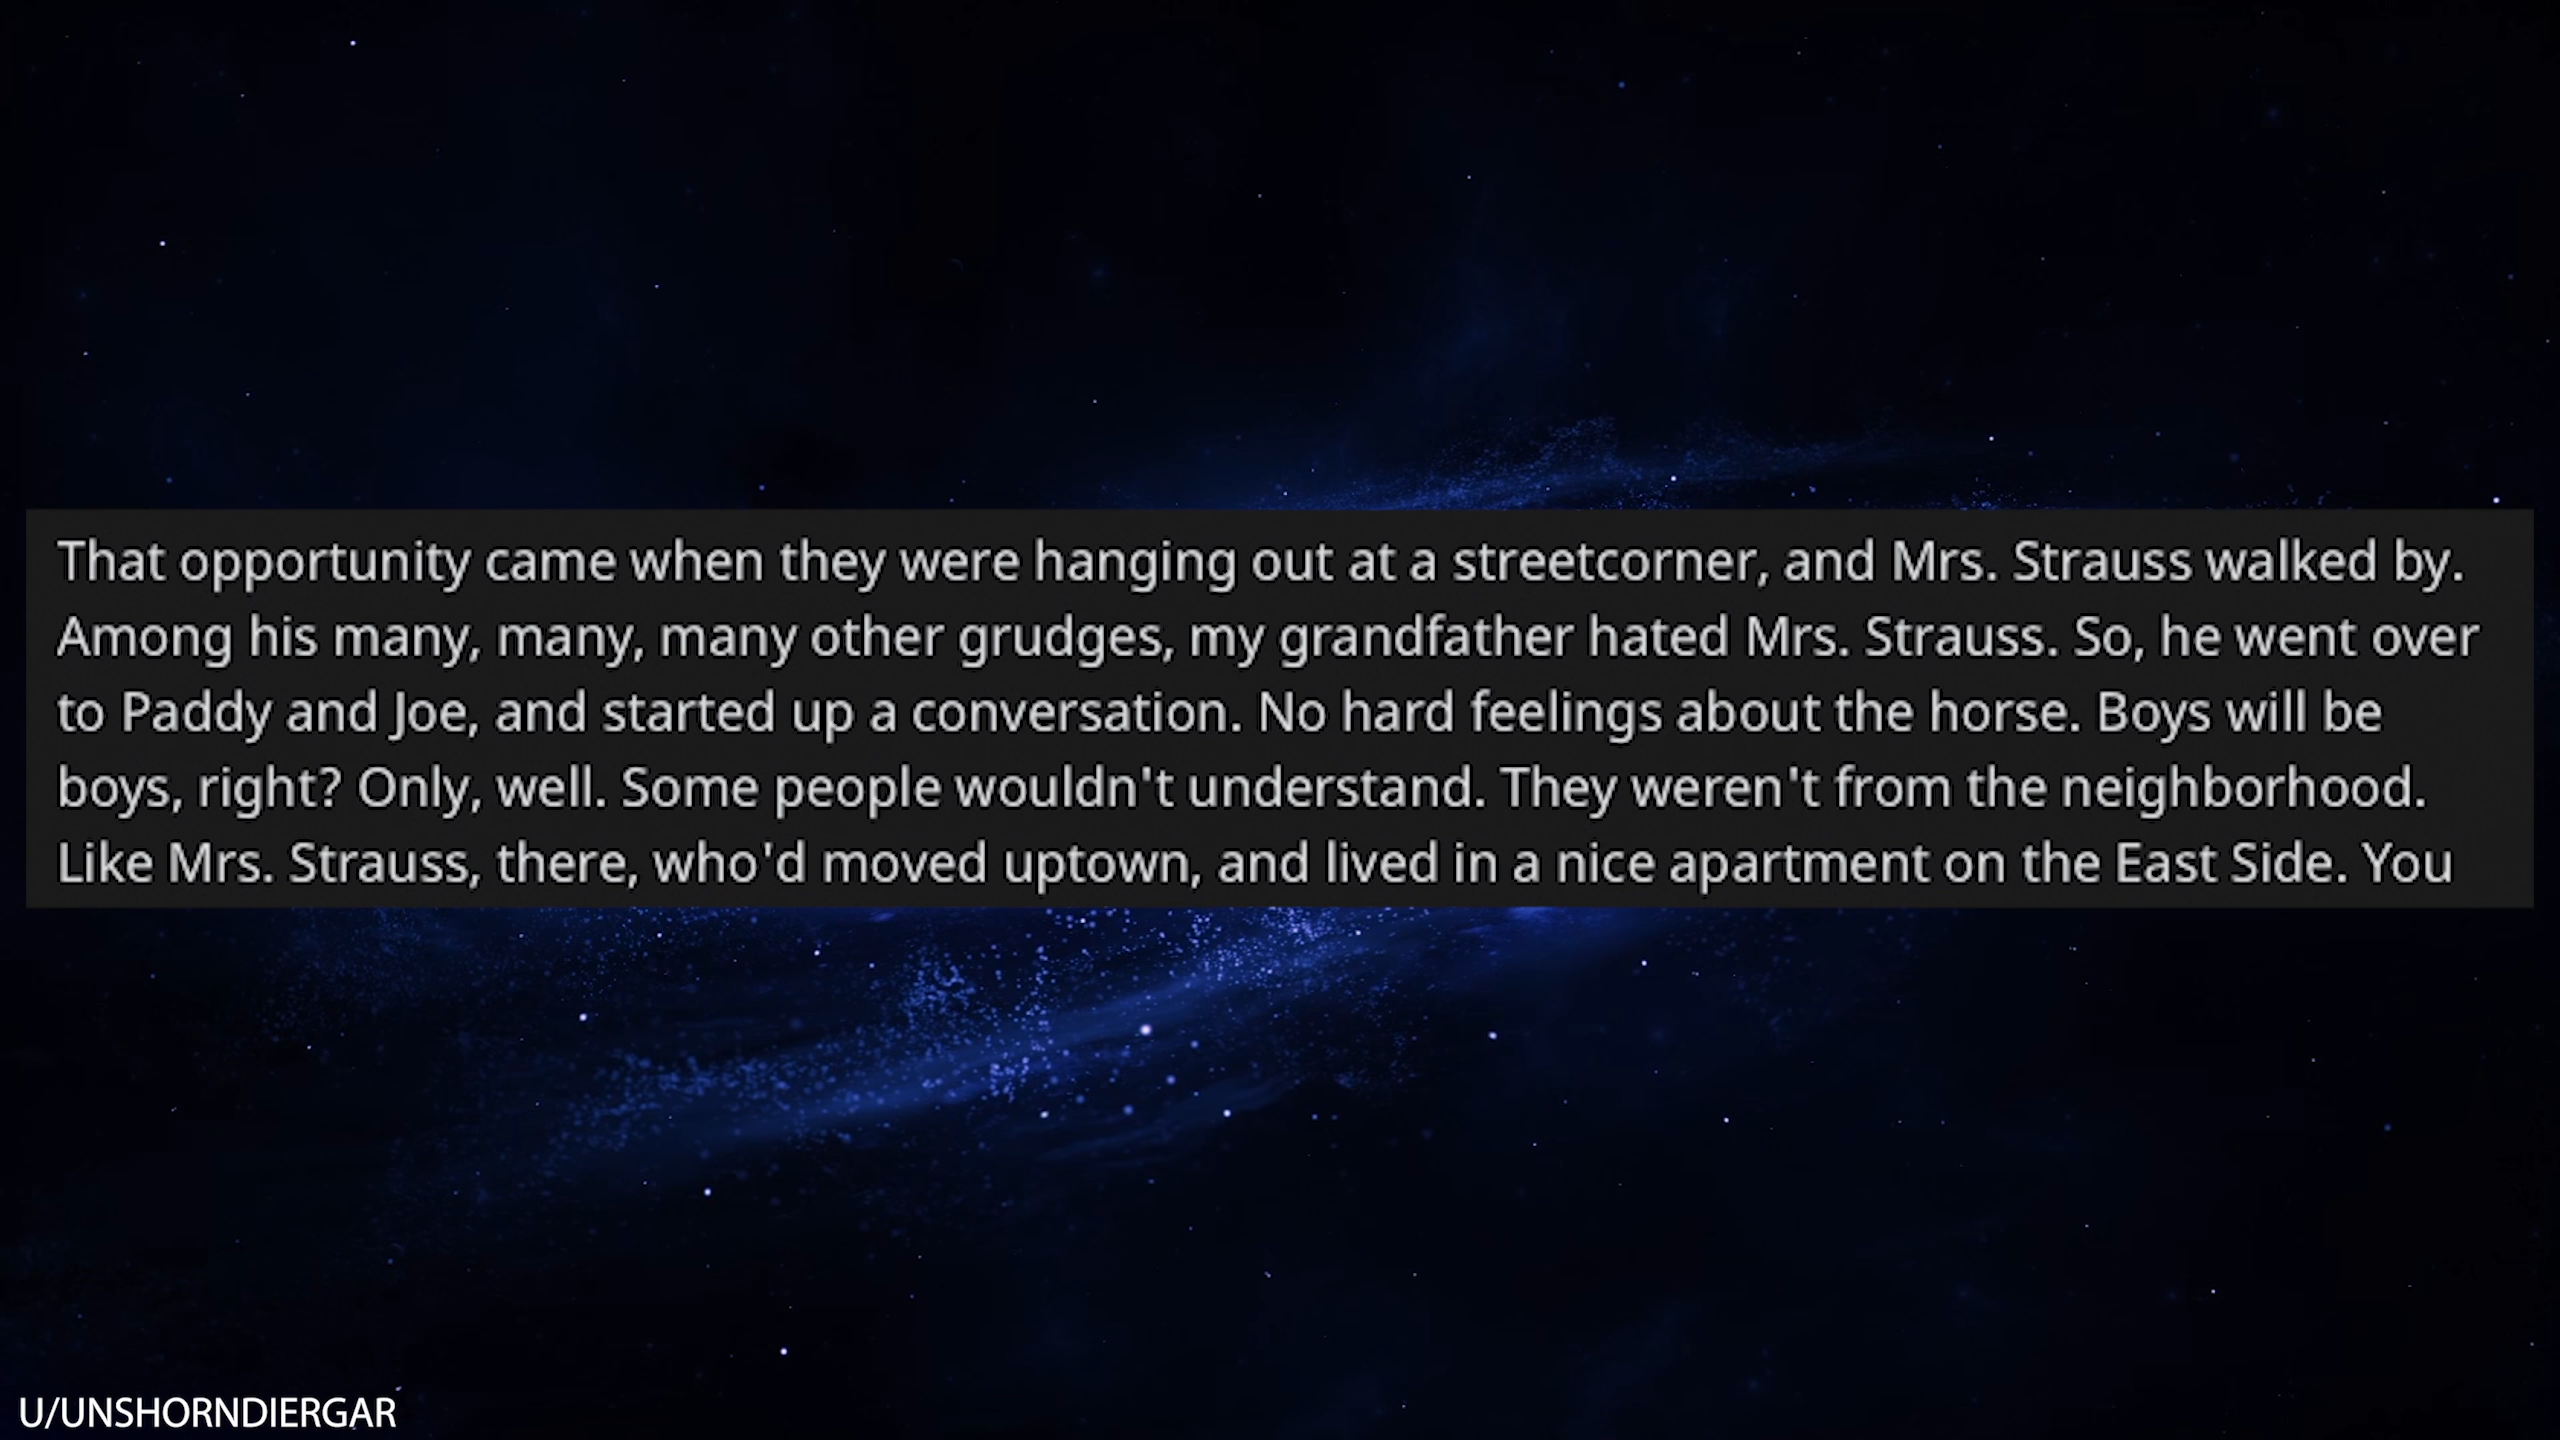 That opportunity came when they were hanging out at a streetcorner, and Mrs. Strauss walked by.
Among his many, many, many other grudges, my grandfather hated Mrs. Strauss. So, he went over
to Paddy and Joe, and started up a conversation. No hard feelings about the horse. Boys will be
boys, right? Only, well. Some people wouldn't understand. They weren't from the neighborhood.
Like Mrs. Strauss, there, who'd moved uptown, and lived in a nice apartment on the East Side. You
U/UNSHORNDIERGAR